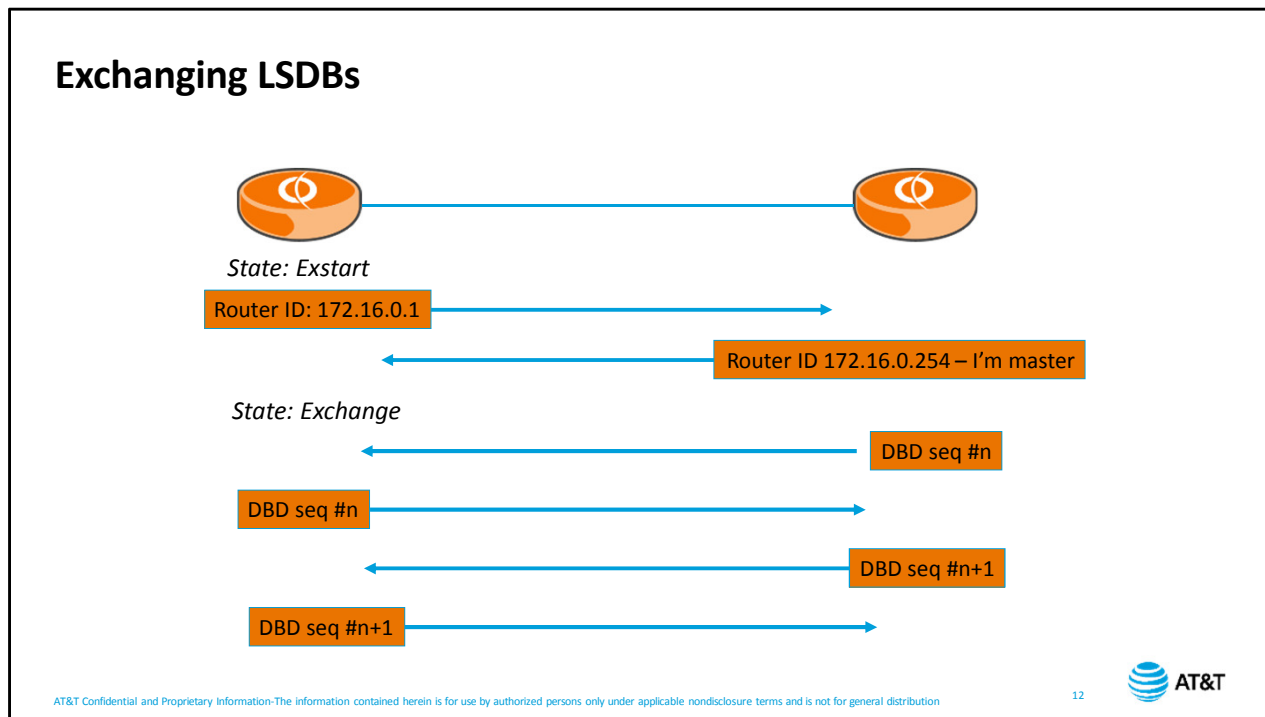 Exchanging LSDBs
State: Exstart
Router ID: 172.16.0.1
Router ID 172.16.0.254 – I’m master
State: Exchange
DBD seq #n
DBD seq #n
DBD seq #n+1
DBD seq #n+1
AT&T Confidential and Proprietary Information-The information contained herein is for use by authorized persons only under applicable nondisclosure terms and is not for general distribution
12
AT&T